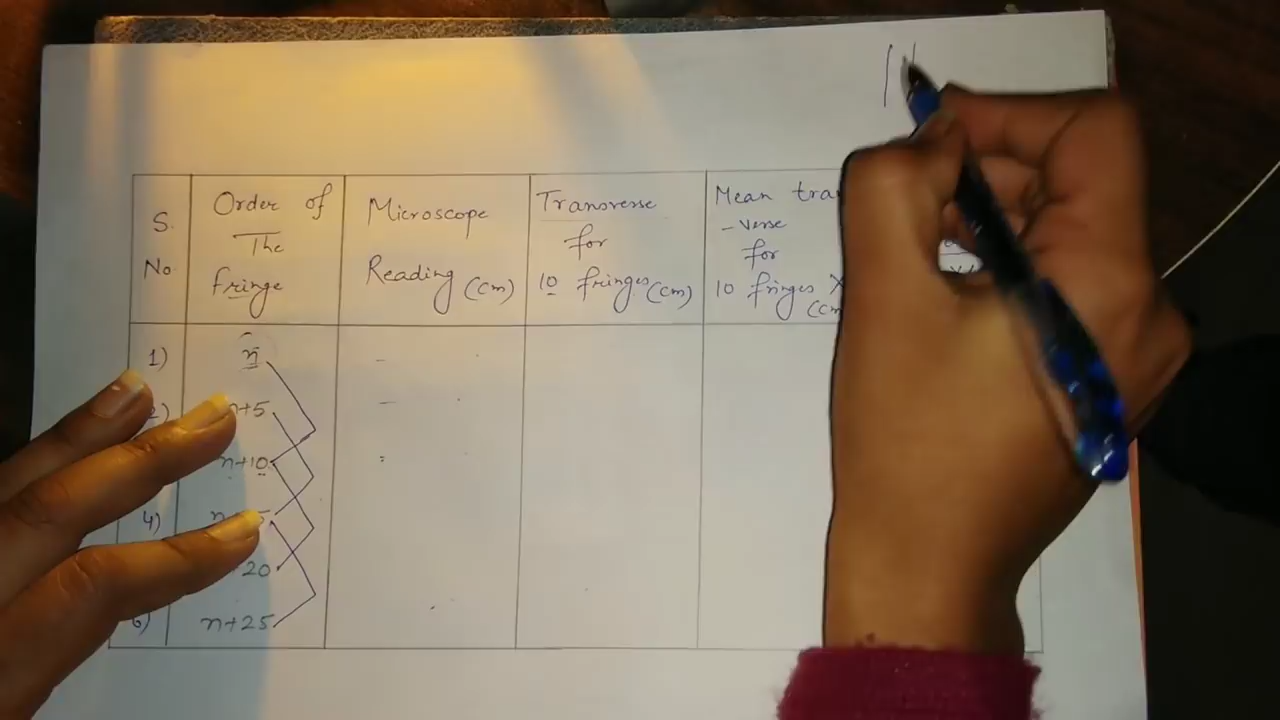 S. No.
Order of The fringe
Microscope Reading (cm)
Transverse for 10 fringes (cm)
Mean tra
- verse for 10 fringes X (cm
1) n
2) n+5
n+10
4)
20
6) n+25